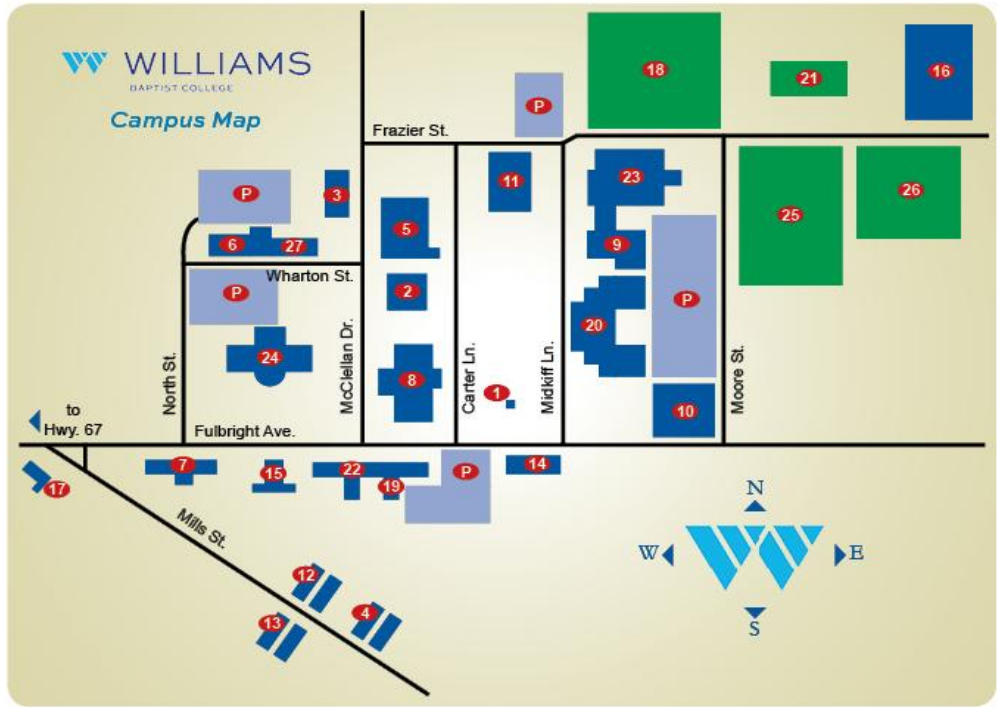 WILLIAMS
BAPTIST COLLEGE
Campus Map
18
21
16
P
Frazier St.
11
23
P
3
26
25
5
6
27
9
Wharton St.
P
2
P
20
24
North St.
McClellan Dr.
8
Carter Ln.
1
Midkiff Ln.
10
Moore St.
to
Hwy. 67
Fulbright Ave.
7
15
22
19
P
14
17
Mills St.
N
W
E
S
12
4
13